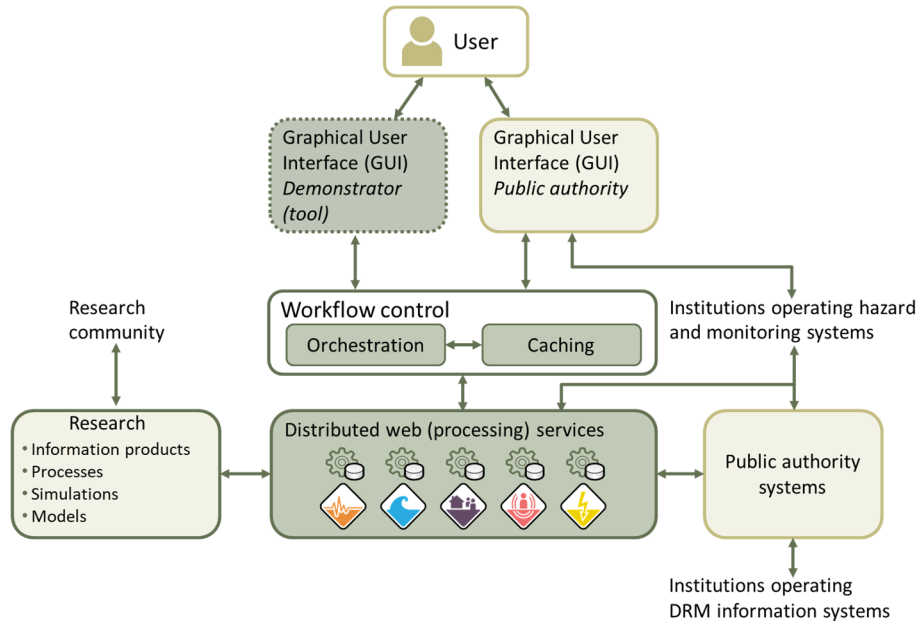 User
Graphical User
Interface (GUI)
Demonstrator
(tool)
Graphical User
Interface (GUI)
Public authority
Workflow control
Orchestration
Caching
Research
community
Institutions operating hazard
and monitoring systems
Research
• Information products
• Processes
• Simulations
• Models
Distributed web (processing) services
Public authority
systems
Institutions operating
DRM information systems